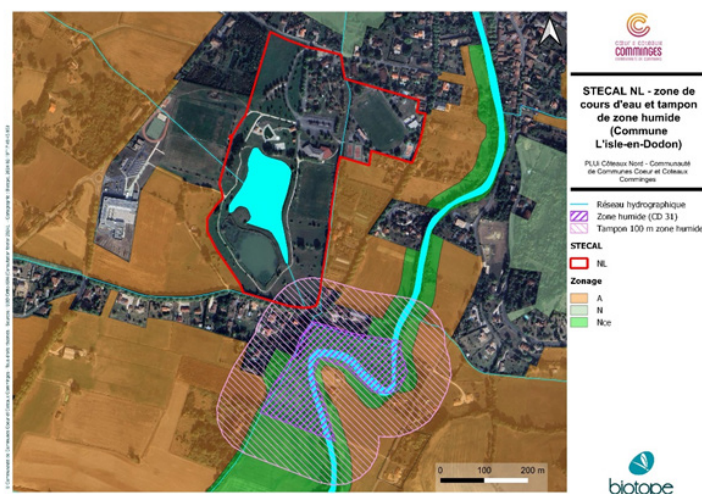 CŒUR & COTEAUX
COMMINGES
STECAL NL - zone de
cours d'eau et tampon
de zone humide
(Commune
L'isle-en-Dodon)
PLUi Côteaux Nord - Communauté
de Communes Coeur et Coteaux
Comminges
Réseau hydrographique
Zone humide (CD 31)
Tampon 100 m zone humide
STECAL
NL
Zonage
A
N
Nce
0 100 200 m
biotope